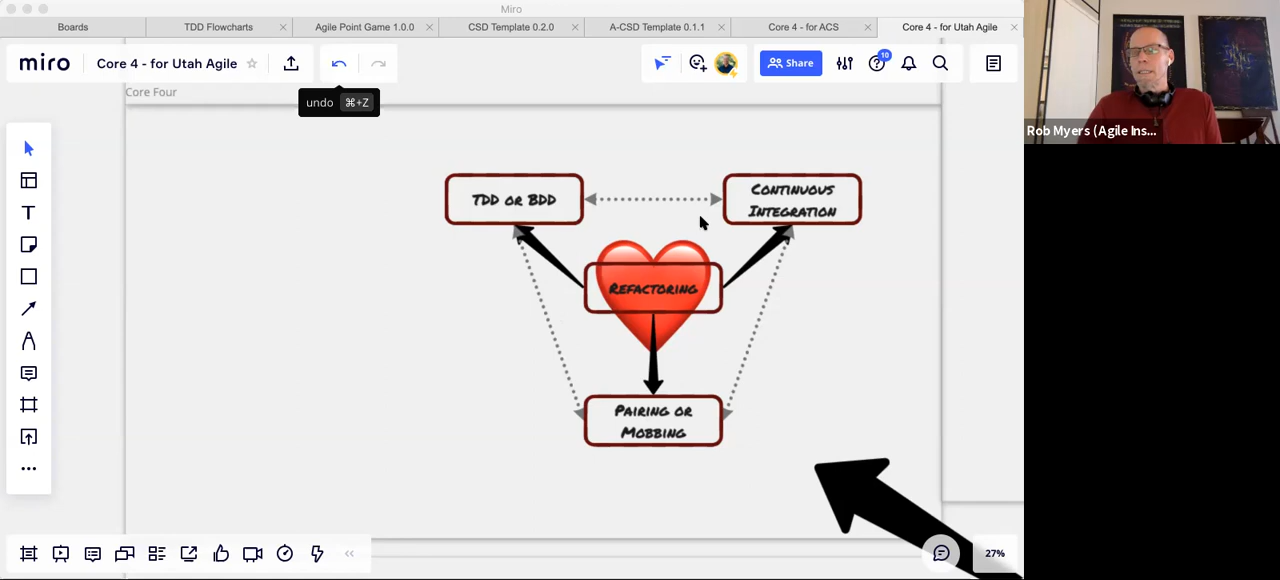 Miro
Boards
TDD Flowcharts
Agile Point Game 1.0.0
CSD Template 0.2.0
A-CSD Template 0.1.1
Core 4 - for ACS
Core 4 - for Utah Agile
miro
Core 4 - for Utah Agile
Share
10
undo ⌘+Z
Core Four
Rob Myers (Agile Ins...
TDD or BDD
Continuous
Integration
Refactoring
Pairing or
Mobbing
27%